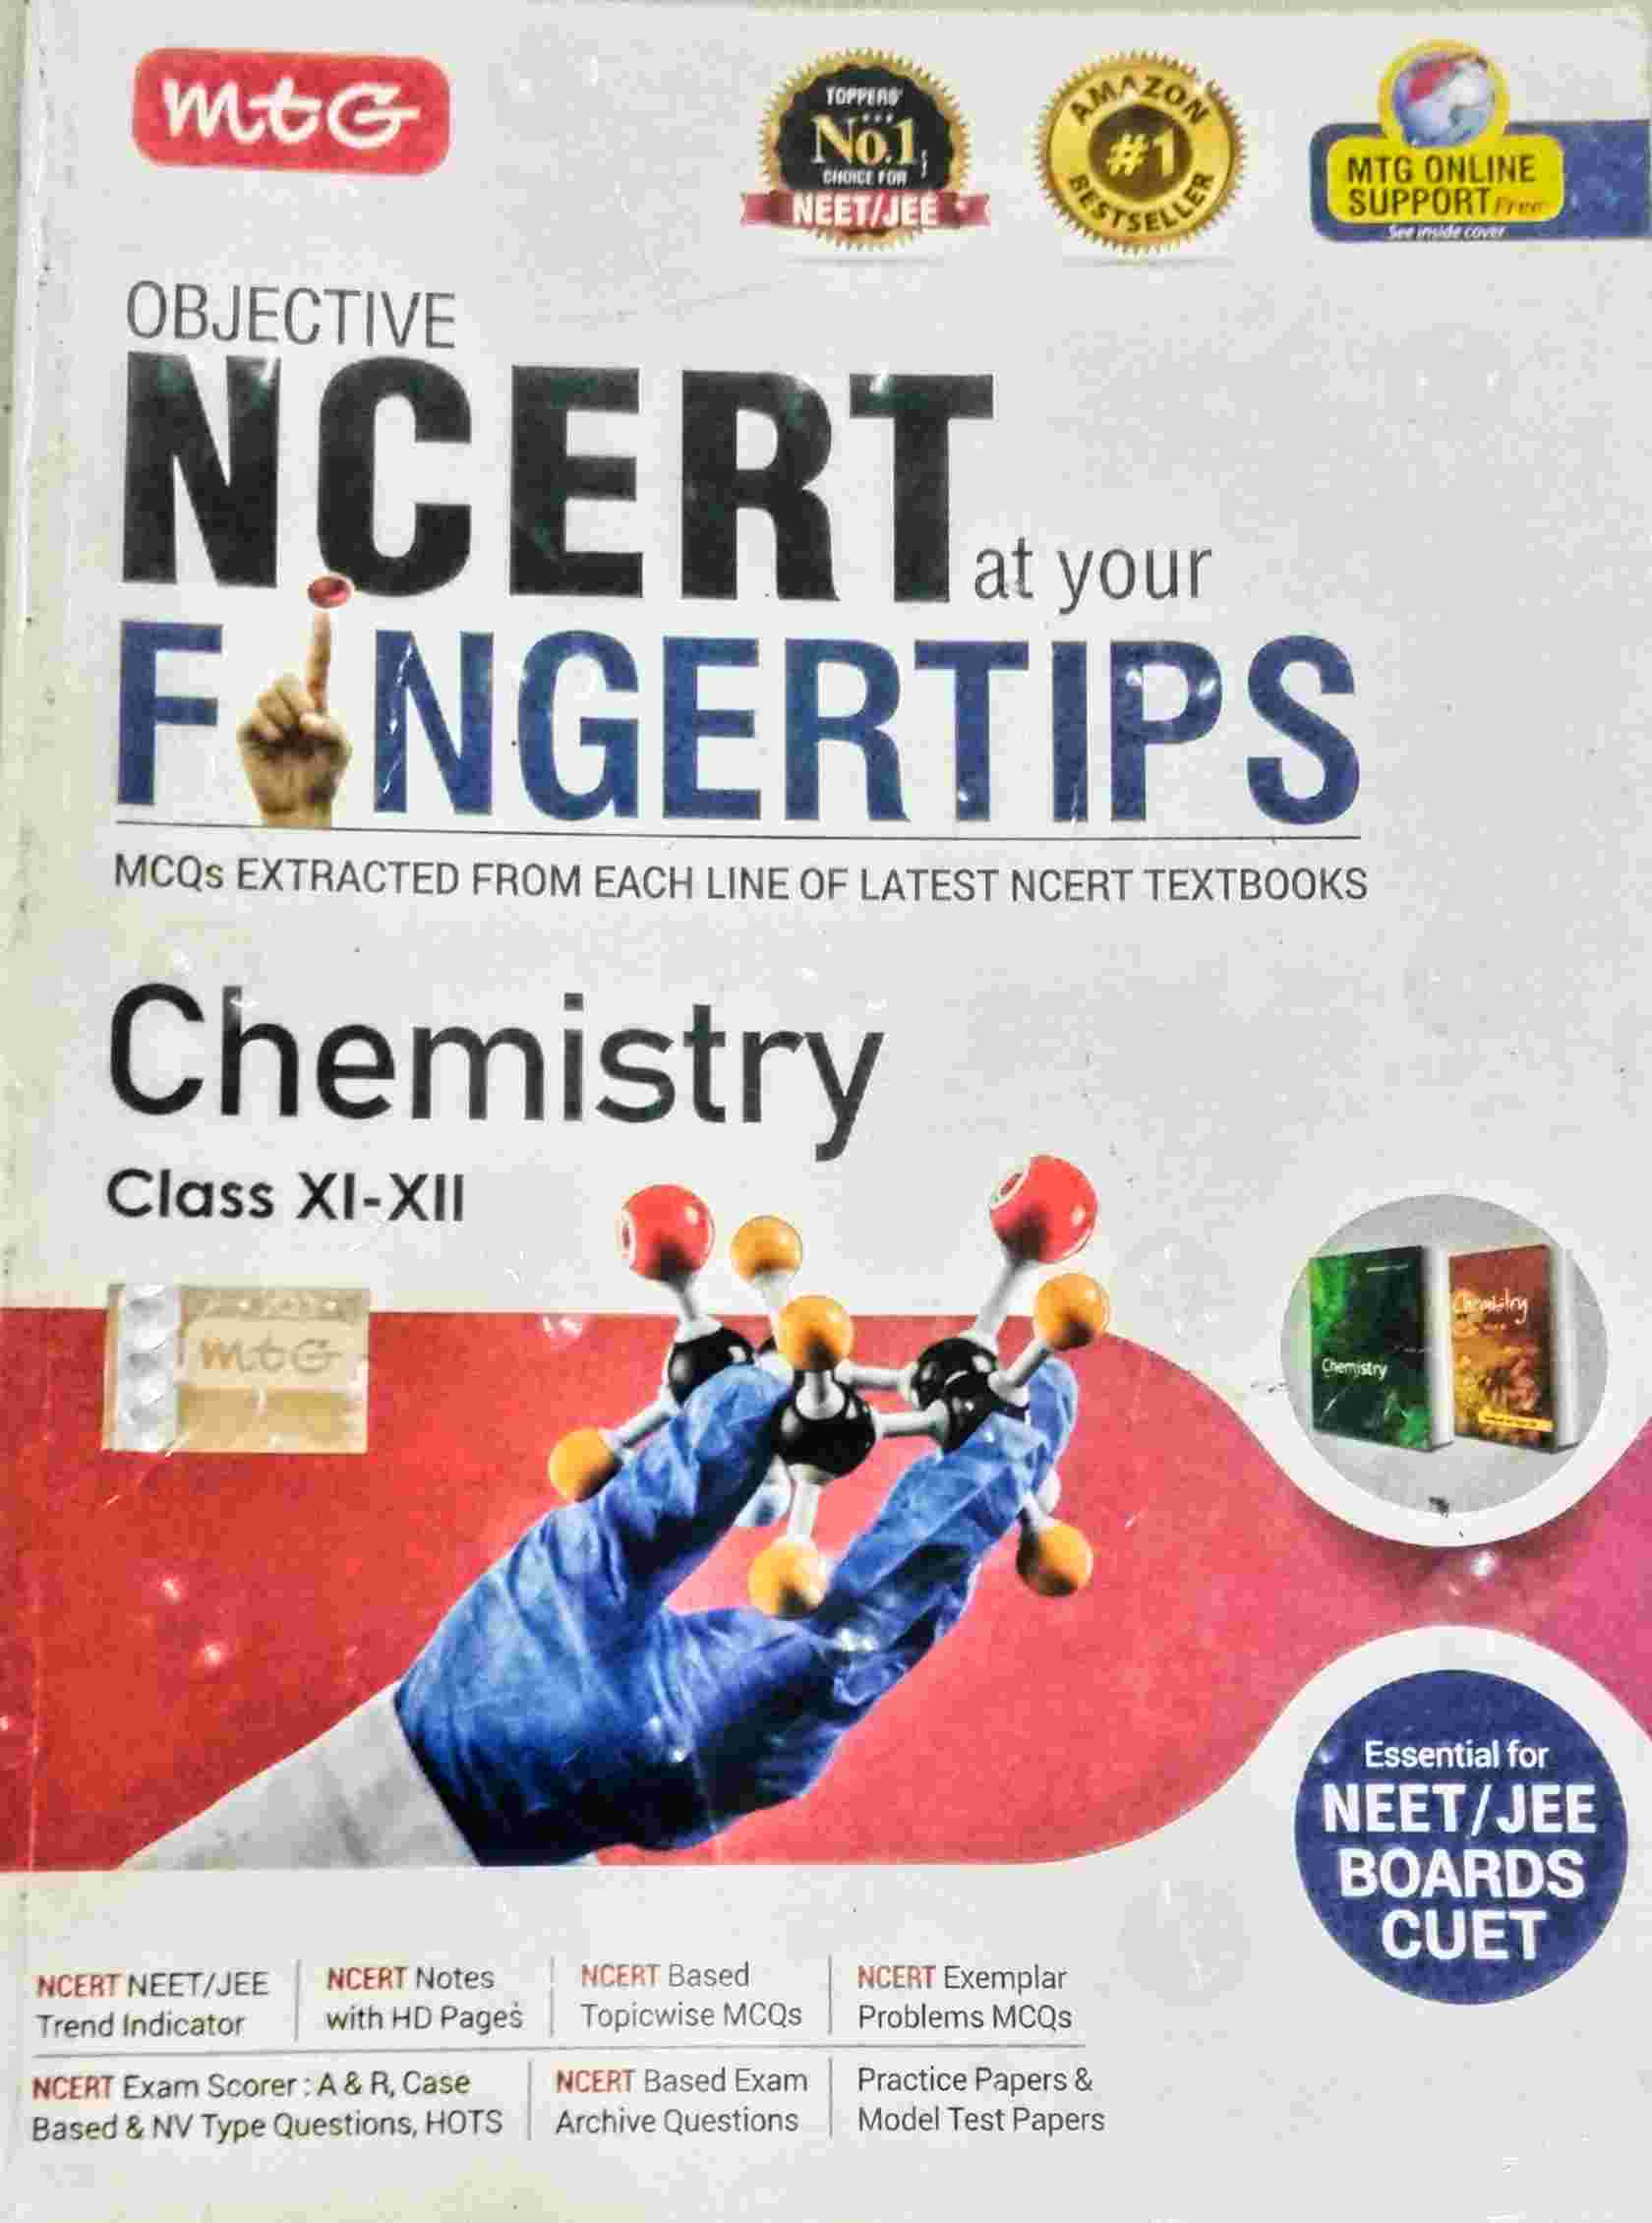 mtG
TOPPERS'
No.1
CHOICE FOR
NEET/JEE
AMAZON
#1
BESTSELLER
MTG ONLINE
SUPPORT Free
See inside cover
OBJECTIVE
NCERT at your
FINGERTIPS
MCQs EXTRACTED FROM EACH LINE OF LATEST NCERT TEXTBOOKS
Chemistry
Class XI-XII
mtG
Chemistry
Chemistry
Essential for
NEET/JEE
BOARDS
CUET
NCERT NEET/JEE
Trend Indicator
NCERT Notes
with HD Pages
NCERT Based
Topicwise MCQs
NCERT Exemplar
Problems MCQs
NCERT Exam Scorer : A & R, Case
Based & NV Type Questions, HOTS
NCERT Based Exam
Archive Questions
Practice Papers &
Model Test Papers